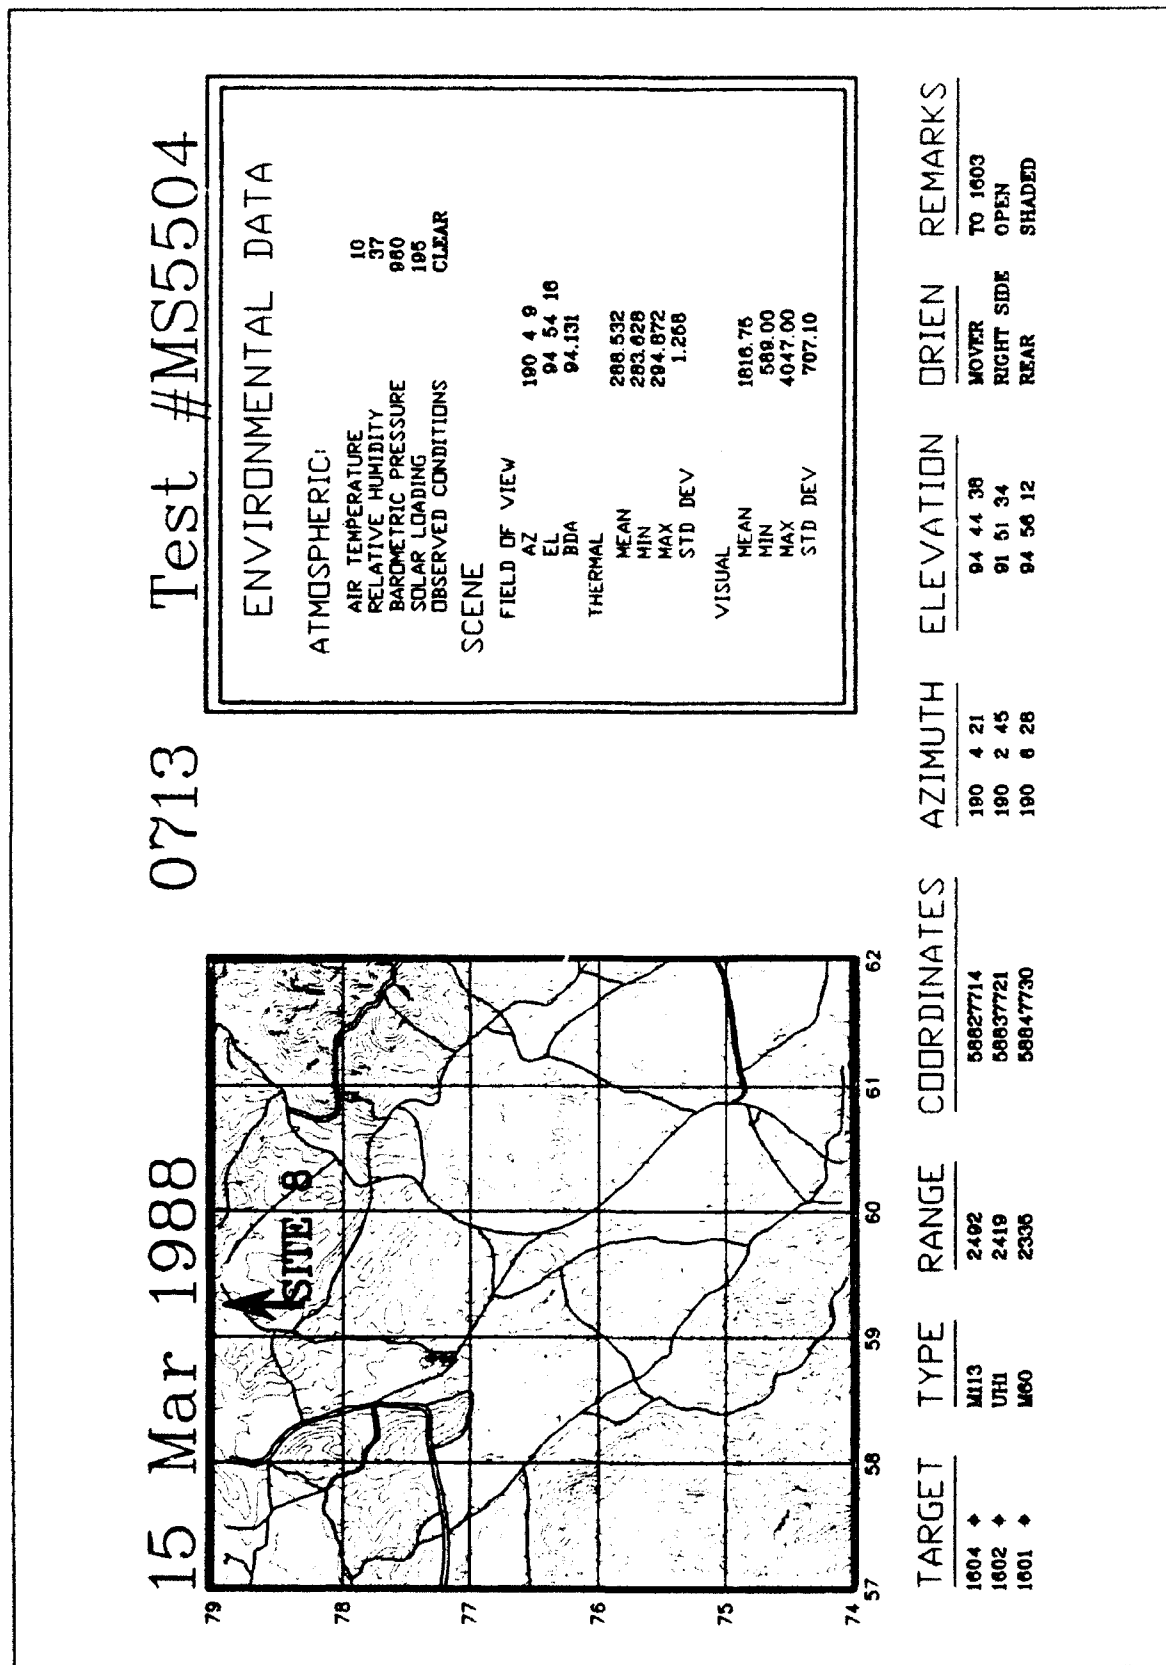 15 Mar 1988 0713 Test #MS5504
79
78
77
76
75
74
57 58 59 60 61 62
SITE 8
ENVIRONMENTAL DATA
ATMOSPHERIC:
AIR TEMPERATURE 10
RELATIVE HUMIDITY 37
BAROMETRIC PRESSURE 980
SOLAR LOADING 195
OBSERVED CONDITIONS CLEAR
SCENE
FIELD OF VIEW
AZ 190 4 9
EL 94 54 16
BDA 94.131
THERMAL
MEAN 288.532
MIN 283.628
MAX 294.872
STD DEV 1.258
VISUAL
MEAN 1816.75
MIN 589.00
MAX 4047.00
STD DEV 707.10
TARGET TYPE RANGE COORDINATES AZIMUTH ELEVATION ORIEN REMARKS
1604 M113 2492 58827714 190 4 21 94 44 38 MOVER TO 1603
1602 UH1 2419 58837721 190 2 45 91 51 34 RIGHT SIDE OPEN
1601 M60 2336 58847730 190 6 28 94 56 12 REAR SHADED